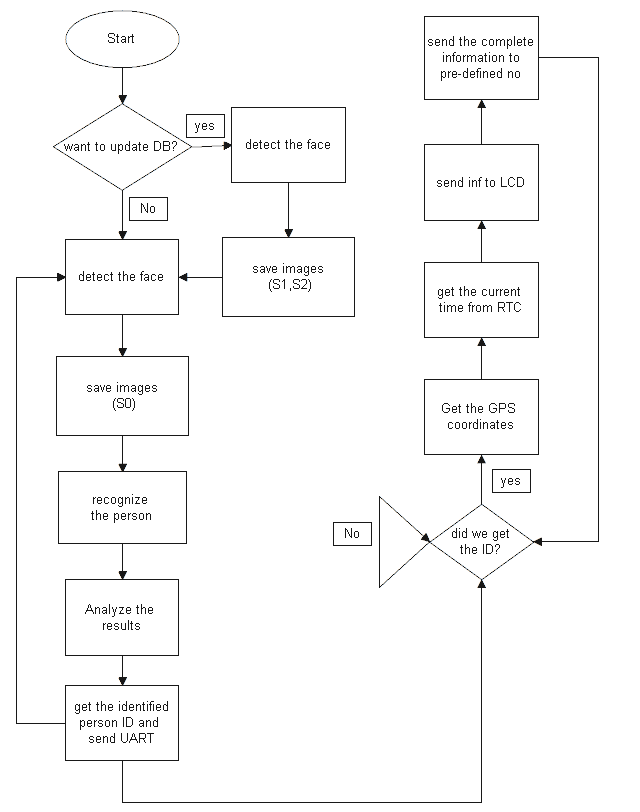 Start
want to update DB?
yes
detect the face
No
detect the face
save images
(S1,S2)
save images
(S0)
recognize
the person
Analyze the
results
get the identified
person ID and
send UART
send the complete
information to
pre-defined no
send inf to LCD
get the current
time from RTC
Get the GPS
coordinates
yes
No
did we get
the ID?